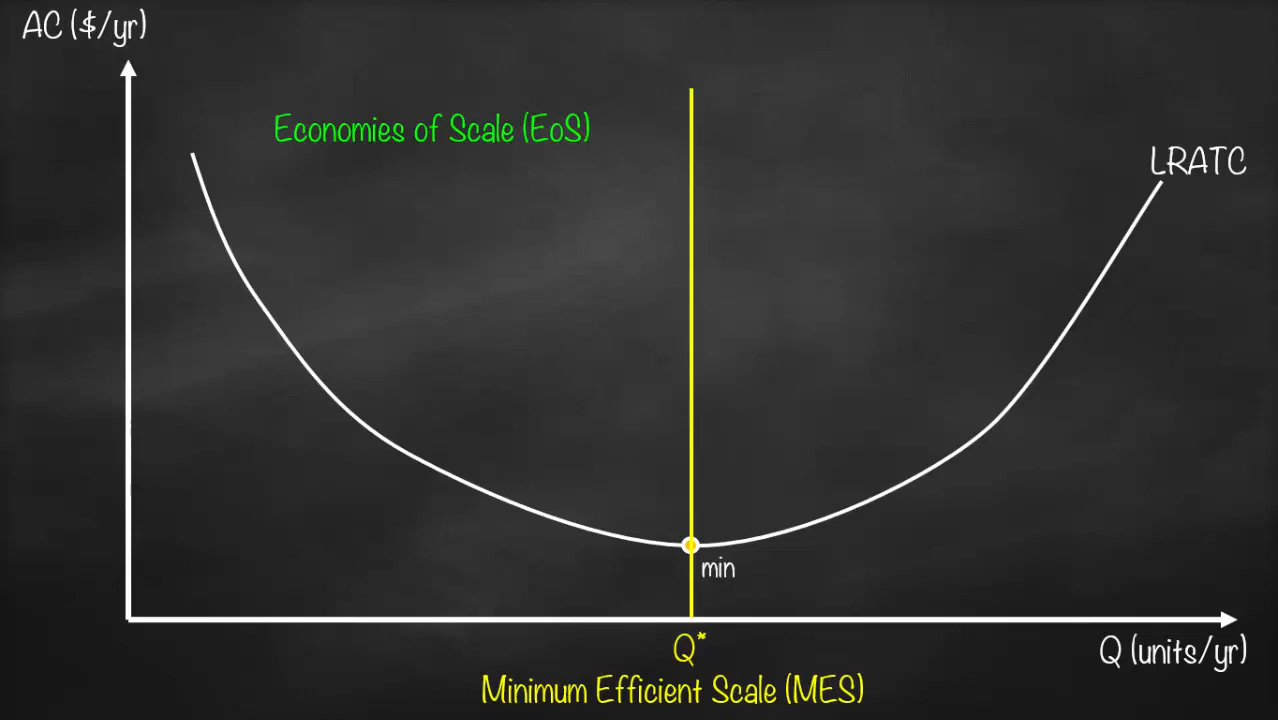 AC ($/yr)
Economies of Scale (EoS)
LRATC
min
Q*
Q (units/yr)
Minimum Efficient Scale (MES)